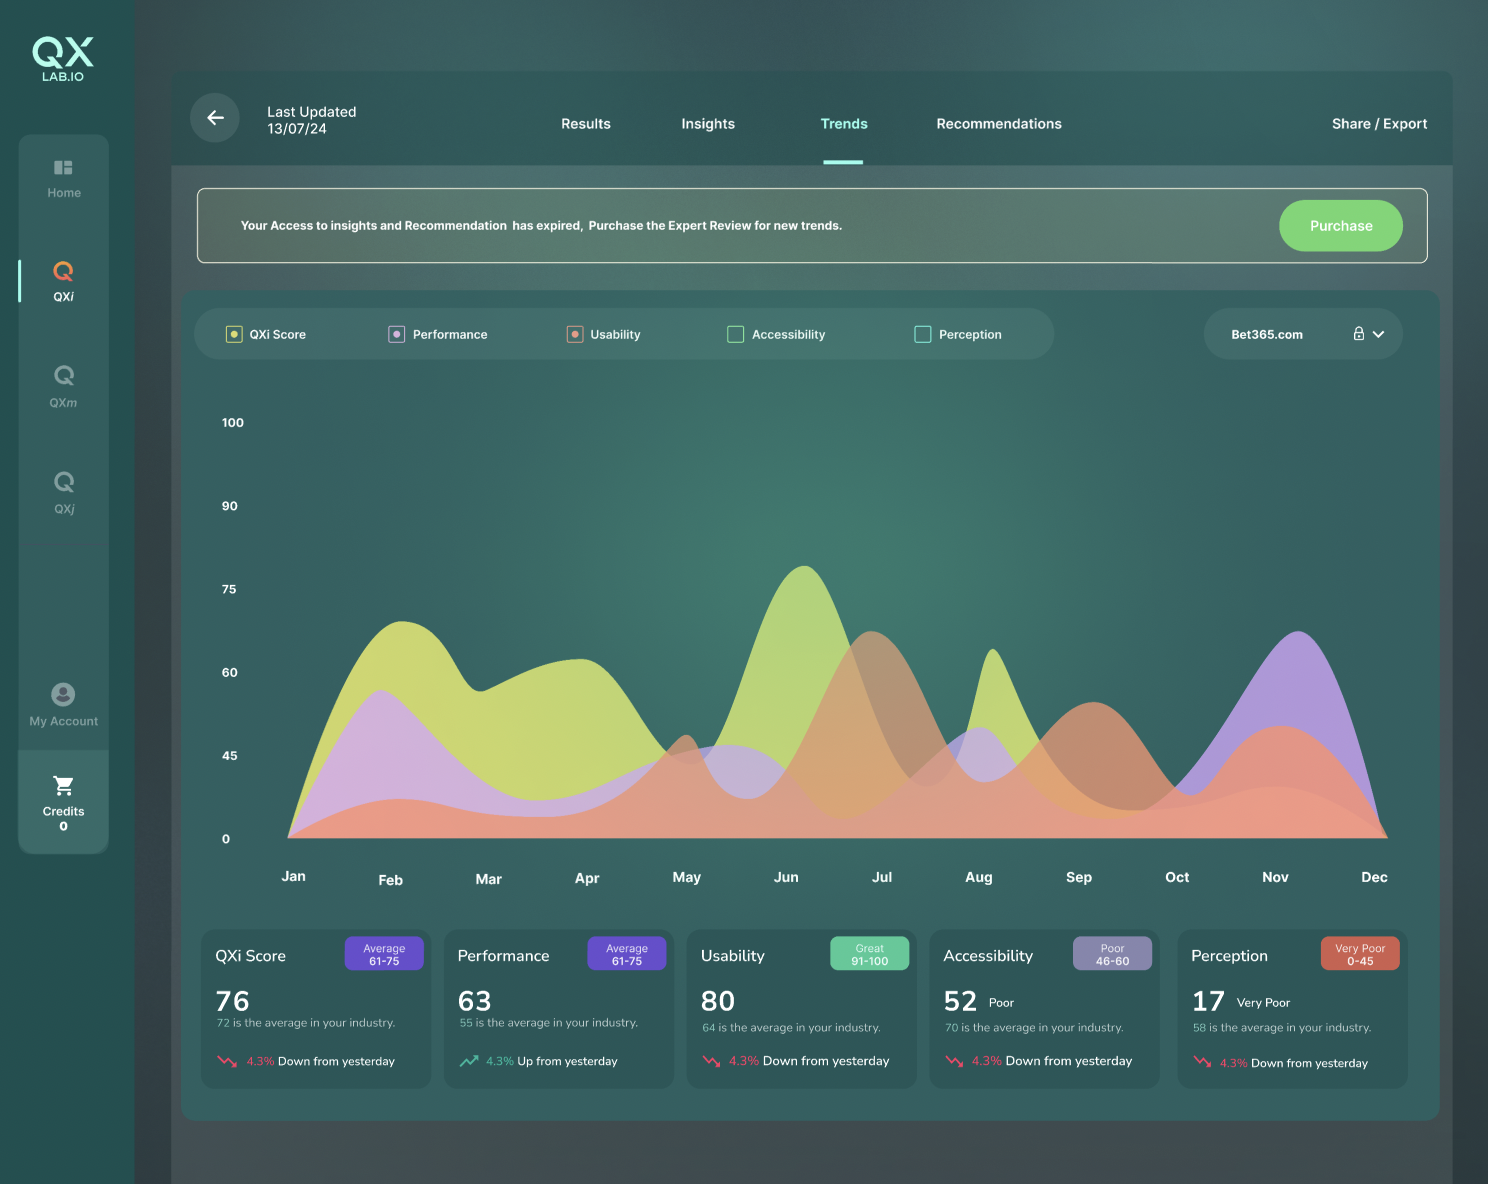 QX
LAB.IO
Home
QXi
QXm
QXj
My Account
Credits
0
Last Updated
13/07/24
Results
Insights
Trends
Recommendations
Share / Export
Your Access to insights and Recommendation has expired, Purchase the Expert Review for new trends.
Purchase
QXi Score
Performance
Usability
Accessibility
Perception
Bet365.com
100
90
75
60
45
0
Jan
Feb
Mar
Apr
May
Jun
Jul
Aug
Sep
Oct
Nov
Dec
QXi Score
Average
61-75
76
72 is the average in your industry.
4.3% Down from yesterday
Performance
Average
61-75
63
55 is the average in your industry.
4.3% Up from yesterday
Usability
Great
91-100
80
64 is the average in your industry.
4.3% Down from yesterday
Accessibility
Poor
46-60
52 Poor
70 is the average in your industry.
4.3% Down from yesterday
Perception
Very Poor
0-45
17 Very Poor
58 is the average in your industry.
4.3% Down from yesterday